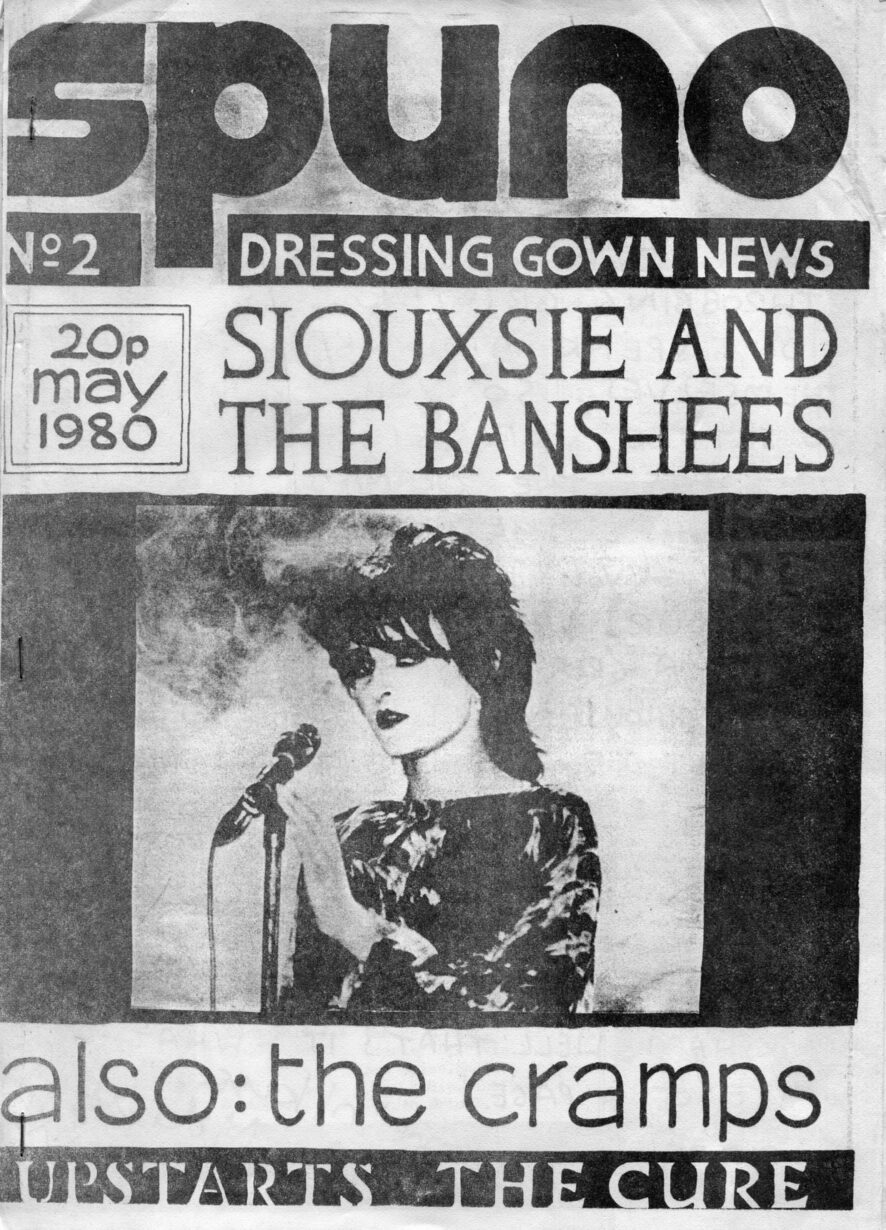 spuno
Nº2
DRESSING GOWN NEWS
20p
may
1980
SIOUXSIE AND
THE BANSHEES
also: the cramps
UPSTARTS THE CURE